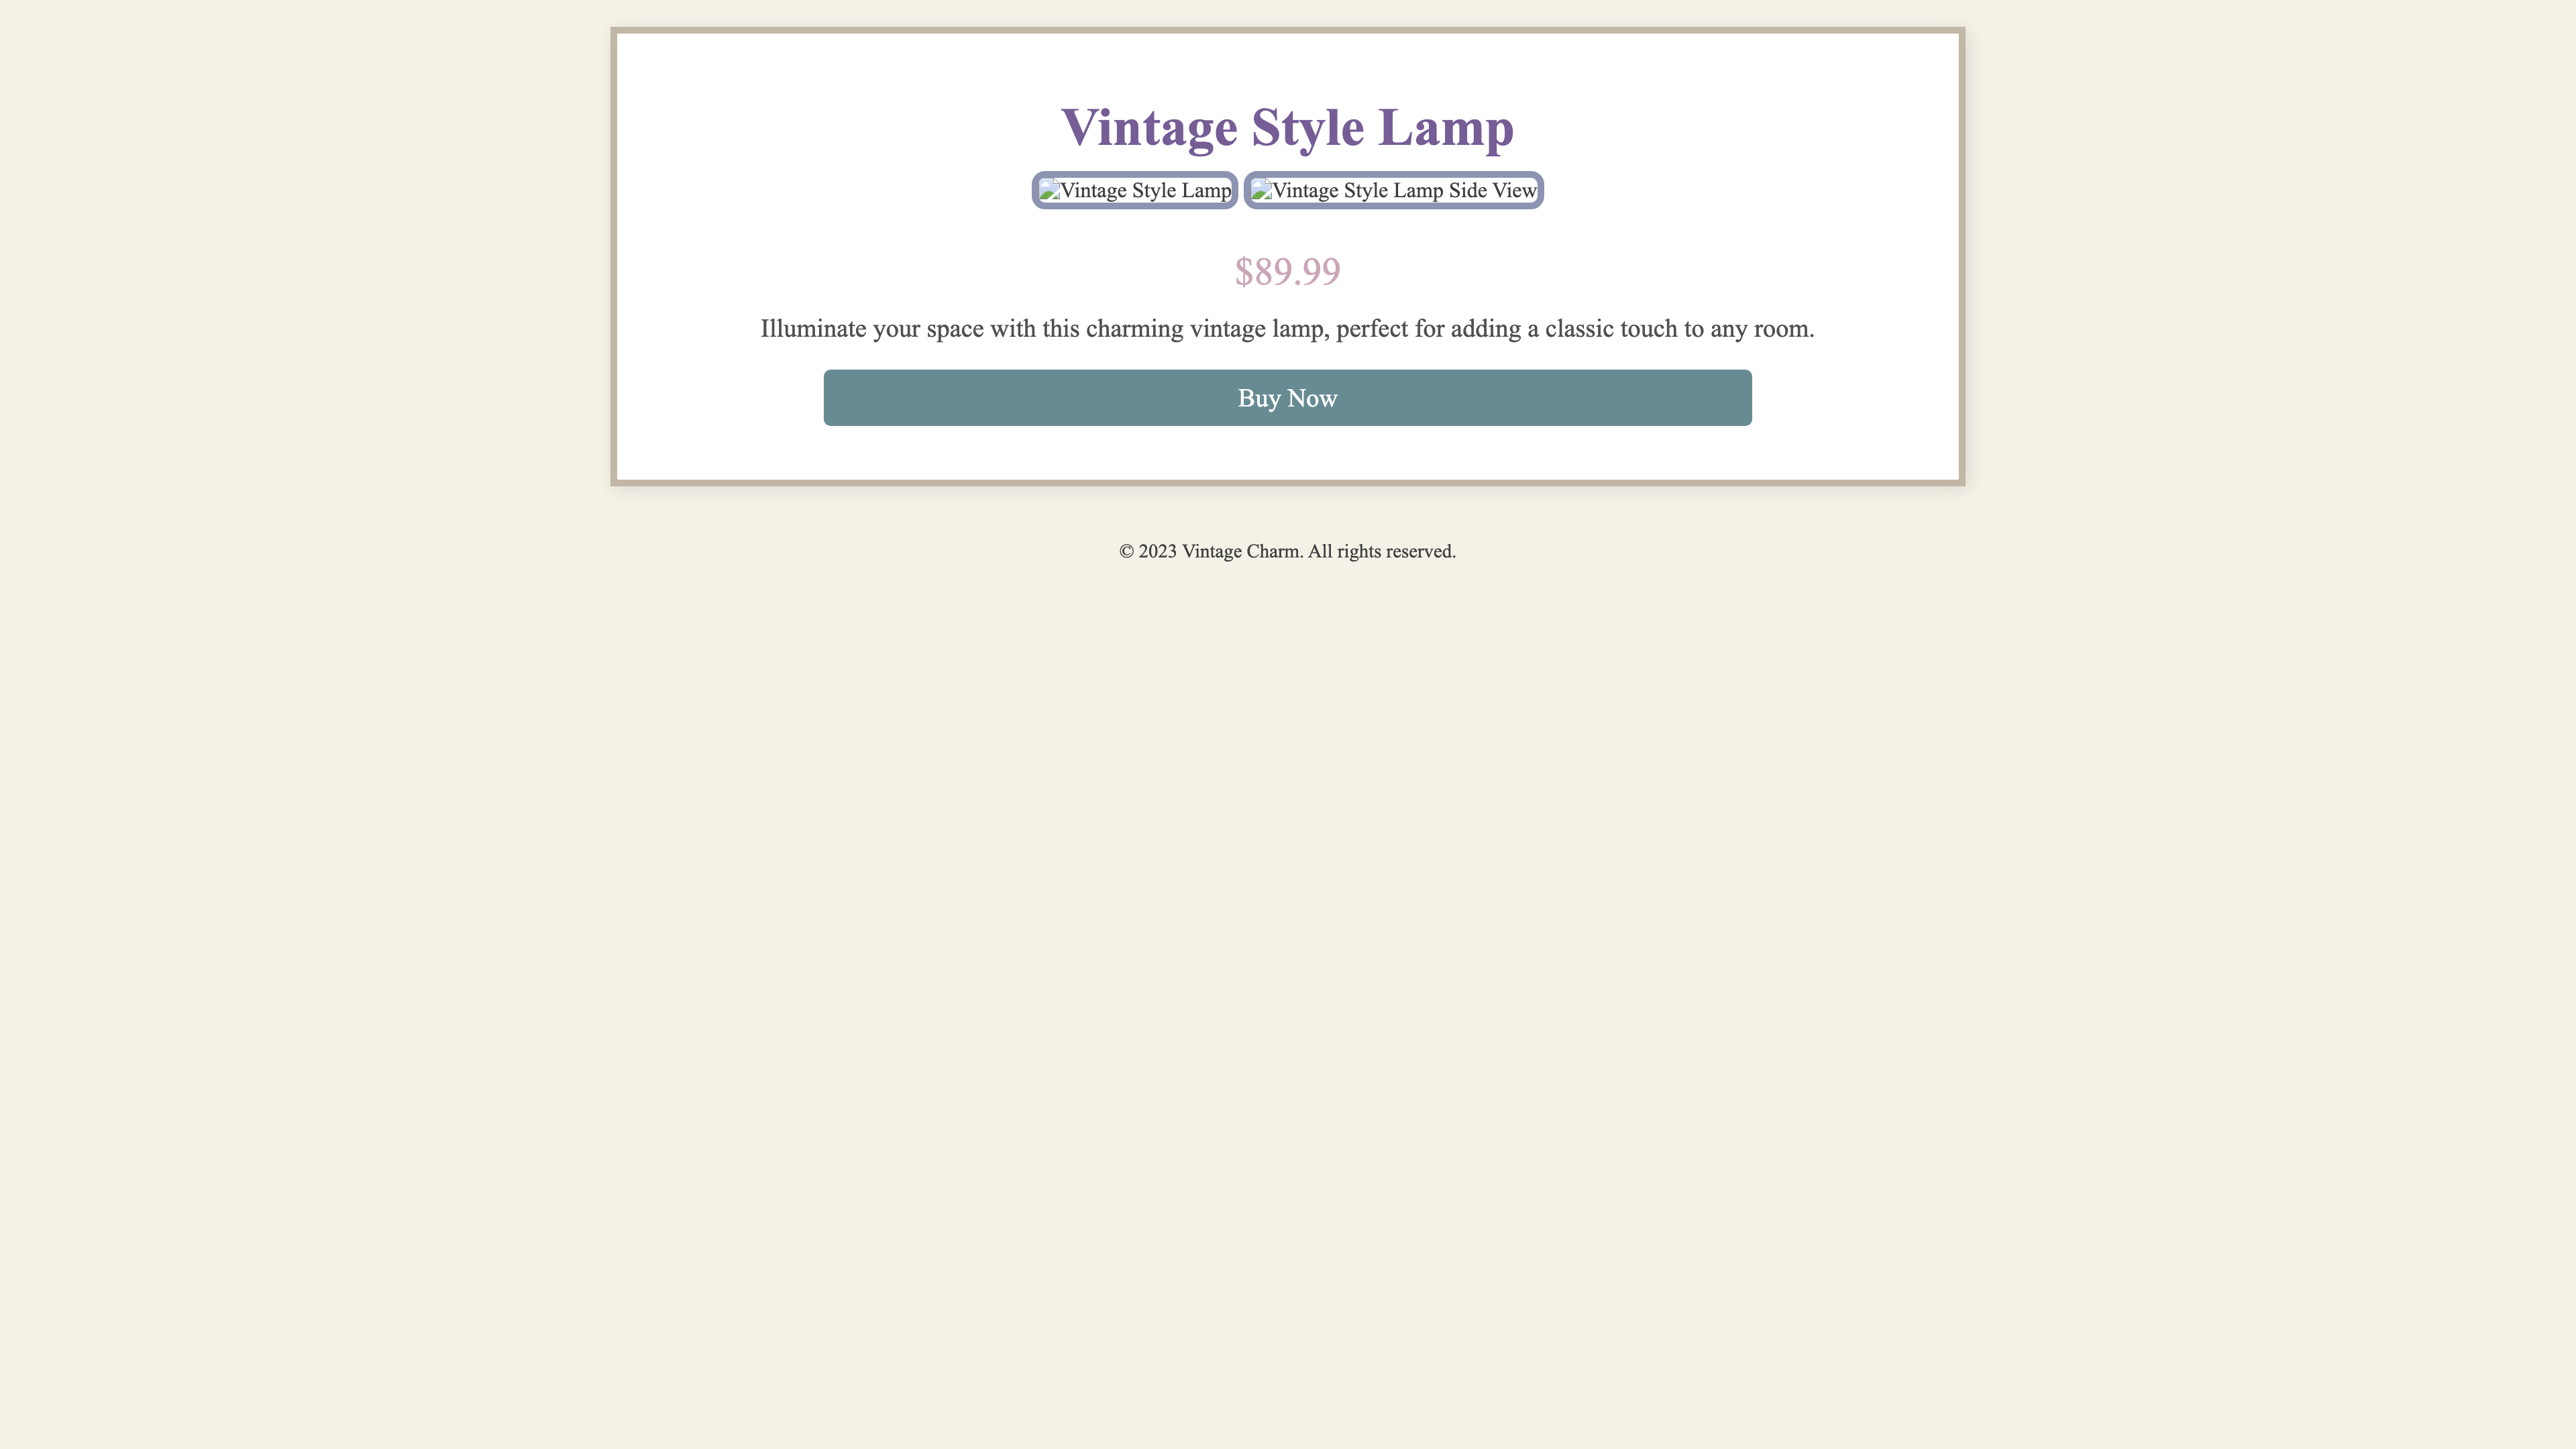 Vintage Style Lamp
Vintage Style Lamp Vintage Style Lamp Side View
$89.99
Illuminate your space with this charming vintage lamp, perfect for adding a classic touch to any room.
Buy Now
© 2023 Vintage Charm. All rights reserved.